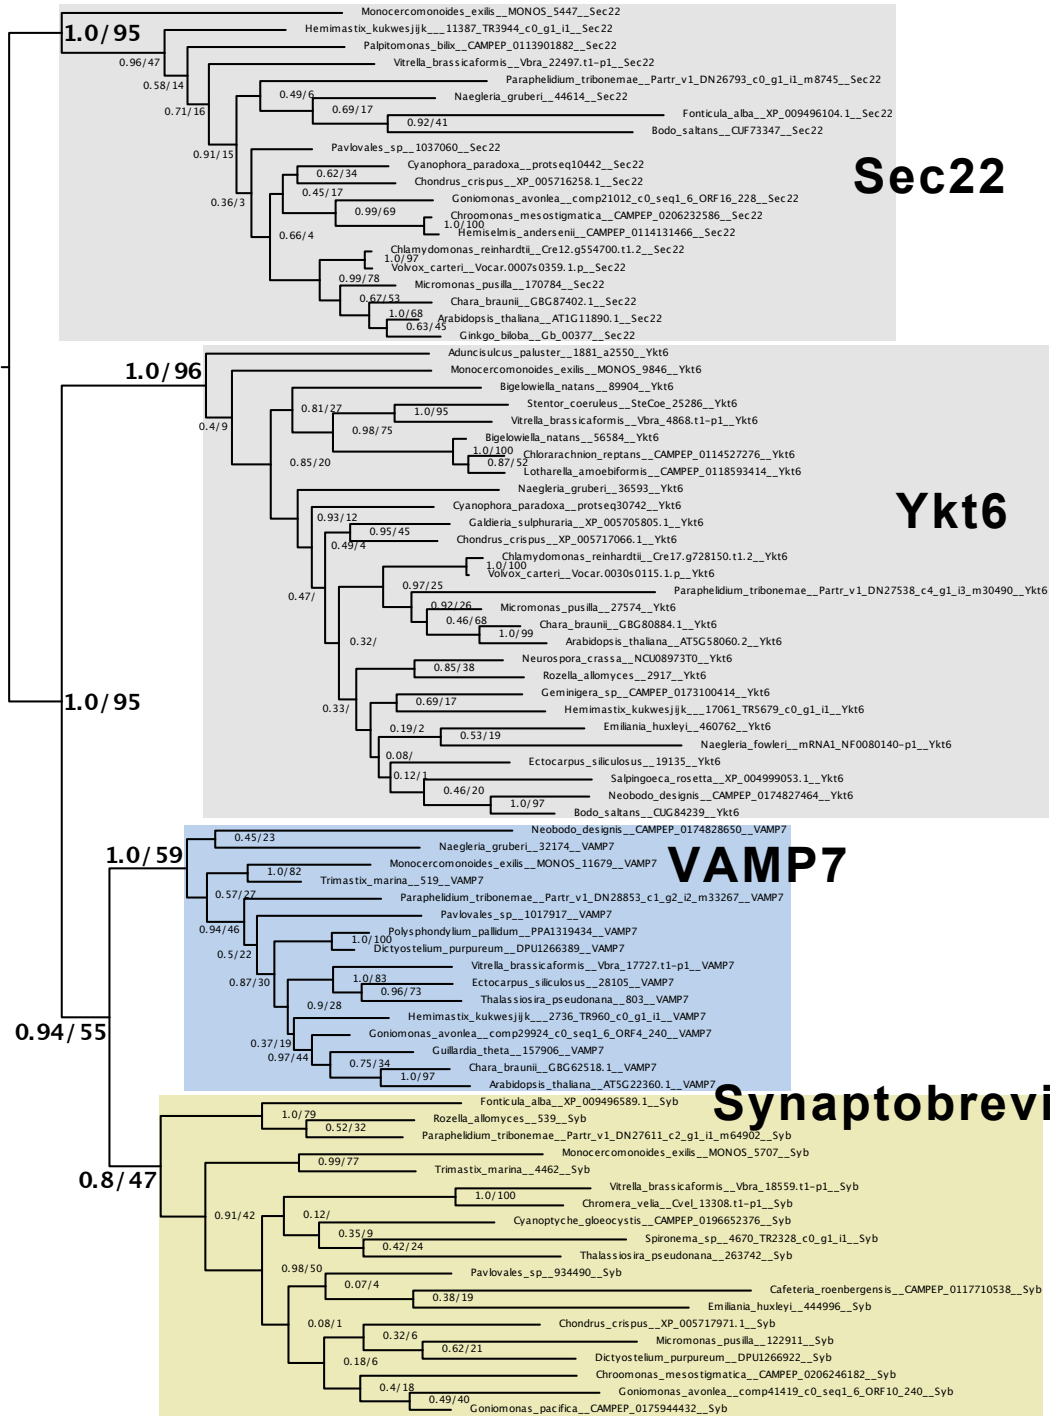 Monocercomonoides_exilis__MONOS_5447__Sec22
1.0/95
Hemimastix_kukwesjijk___11387_TR3944_c0_g1_i1__Sec22
Palpitomonas_bilix__CAMPEP_0113901882__Sec22
0.96/47
Vitrella_brassicaformis__Vbra_22497.t1-p1__Sec22
0.58/14
Paraphelidium_tribonemae__Partr_v1_DN26793_c0_g1_i1_m8745__Sec22
0.49/6
Naegleria_gruberi__44614__Sec22
0.71/16
0.69/17
Fonticula_alba__XP_009496104.1__Sec22
0.92/41
Bodo_saltans__CUF73347__Sec22
Pavlovales_sp__1037060__Sec22
0.91/15
Cyanophora_paradoxa__protseq10442__Sec22
0.62/34
Sec22
Chondrus_crispus__XP_005716258.1__Sec22
0.45/17
Goniomonas_avonlea__comp21012_c0_seq1_6_ORF16_228__Sec22
0.36/3
0.99/69
Chroomonas_mesostigmatica__CAMPEP_0206232586__Sec22
1.0/100
Hemiselmis_andersenii__CAMPEP_0114131466__Sec22
0.66/4
Chlamydomonas_reinhardtii__Cre12.g554700.t1.2__Sec22
1.0/97
Volvox_carteri__Vocar.0007s0359.1.p__Sec22
0.99/78
Micromonas_pusilla__170784__Sec22
0.67/53
Chara_braunii__GBG87402.1__Sec22
1.0/68
Arabidopsis_thaliana__AT1G11890.1__Sec22
0.63/45
Ginkgo_biloba__Gb_00377__Sec22
Aduncisulcus_paluster__1881_a2550__Ykt6
1.0/96
Monocercomonoides_exilis__MONOS_9846__Ykt6
Bigelowiella_natans__89904__Ykt6
0.81/27
Stentor_coeruleus__SteCoe_25286__Ykt6
1.0/95
Vitrella_brassicaformis__Vbra_4868.t1-p1__Ykt6
0.4/9
0.98/75
Bigelowiella_natans__56584__Ykt6
1.0/100
Chlorarachnion_reptans__CAMPEP_0114527276__Ykt6
0.85/20
0.87/52
Lotharella_amoebiformis__CAMPEP_0118593414__Ykt6
Naegleria_gruberi__36593__Ykt6
Cyanophora_paradoxa__protseq30742__Ykt6
Ykt6
0.93/12
Galdieria_sulphuraria__XP_005705805.1__Ykt6
0.95/45
Chondrus_crispus__XP_005717066.1__Ykt6
0.49/4
Chlamydomonas_reinhardtii__Cre17.g728150.t1.2__Ykt6
1.0/100
Volvox_carteri__Vocar.0030s0115.1.p__Ykt6
0.97/25
Paraphelidium_tribonemae__Partr_v1_DN27538_c4_g1_i3_m30490__Ykt6
0.47/
0.92/26
Micromonas_pusilla__27574__Ykt6
0.46/68
Chara_braunii__GBG80884.1__Ykt6
1.0/99
0.32/
Arabidopsis_thaliana__AT5G58060.2__Ykt6
Neurospora_crassa__NCU08973T0__Ykt6
0.85/38
Rozella_allomyces__2917__Ykt6
Geminigera_sp__CAMPEP_0173100414__Ykt6
1.0/95
0.69/17
0.33/
Hemimastix_kukwesjijk___17061_TR5679_c0_g1_i1__Ykt6
0.19/2
Emiliania_huxleyi__460762__Ykt6
0.53/19
Naegleria_fowleri__mRNA1_NF0080140-p1__Ykt6
0.08/
Ectocarpus_siliculosus__19135__Ykt6
0.12/1
Salpingoeca_rosetta__XP_004999053.1__Ykt6
0.46/20
Neobodo_designis__CAMPEP_0174827464__Ykt6
1.0/97
Bodo_saltans__CUG84239__Ykt6
Neobodo_designis__CAMPEP_0174828650__VAMP7
0.45/23
Naegleria_gruberi__32174__VAMP7
1.0/59
VAMP7
Monocercomonoides_exilis__MONOS_11679__VAMP7
1.0/82
Trimastix_marina__519__VAMP7
0.57/27
Paraphelidium_tribonemae__Partr_v1_DN28853_c1_g2_i2_m33267__VAMP7
Pavlovales_sp__1017917__VAMP7
0.94/46
Polysphondylium_pallidum__PPA1319434__VAMP7
1.0/100
Dictyostelium_purpureum__DPU1266389__VAMP7
0.5/22
Vitrella_brassicaformis__Vbra_17727.t1-p1__VAMP7
1.0/83
0.87/30
Ectocarpus_siliculosus__28105__VAMP7
0.96/73
Thalassiosira_pseudonana__803__VAMP7
0.9/28
Hemimastix_kukwesjijk___2736_TR960_c0_g1_i1__VAMP7
0.94/55
Goniomonas_avonlea__comp29924_c0_seq1_6_ORF4_240__VAMP7
0.37/19
Guillardia_theta__157906__VAMP7
0.97/44
0.75/34
Chara_braunii__GBG62518.1__VAMP7
1.0/97
Arabidopsis_thaliana__AT5G22360.1__VAMP7
Synaptobrevi
Fonticula_alba__XP_009496589.1__Syb
1.0/79
Rozella_allomyces__539__Syb
0.52/32
Paraphelidium_tribonemae__Partr_v1_DN27611_c2_g1_i1_m64902__Syb
Monocercomonoides_exilis__MONOS_5707__Syb
0.99/77
Trimastix_marina__4462__Syb
0.8/47
Vitrella_brassicaformis__Vbra_18559.t1-p1__Syb
1.0/100
Chromera_velia__Cvel_13308.t1-p1__Syb
0.91/42
0.12/
Cyanoptyche_gloeocystis__CAMPEP_0196652376__Syb
0.35/9
Spironema_sp__4670_TR2328_c0_g1_i1__Syb
0.42/24
Thalassiosira_pseudonana__263742__Syb
0.98/50
Pavlovales_sp__934490__Syb
0.07/4
Cafeteria_roenbergensis__CAMPEP_0117710538__Syb
0.38/19
Emiliania_huxleyi__444996__Syb
0.08/1
Chondrus_crispus__XP_005717971.1__Syb
0.32/6
Micromonas_pusilla__122911__Syb
0.62/21
Dictyostelium_purpureum__DPU1266922__Syb
0.18/6
Chroomonas_mesostigmatica__CAMPEP_0206246182__Syb
0.4/18
Goniomonas_avonlea__comp41419_c0_seq1_6_ORF10_240__Syb
0.49/40
Goniomonas_pacifica__CAMPEP_0175944432__Syb